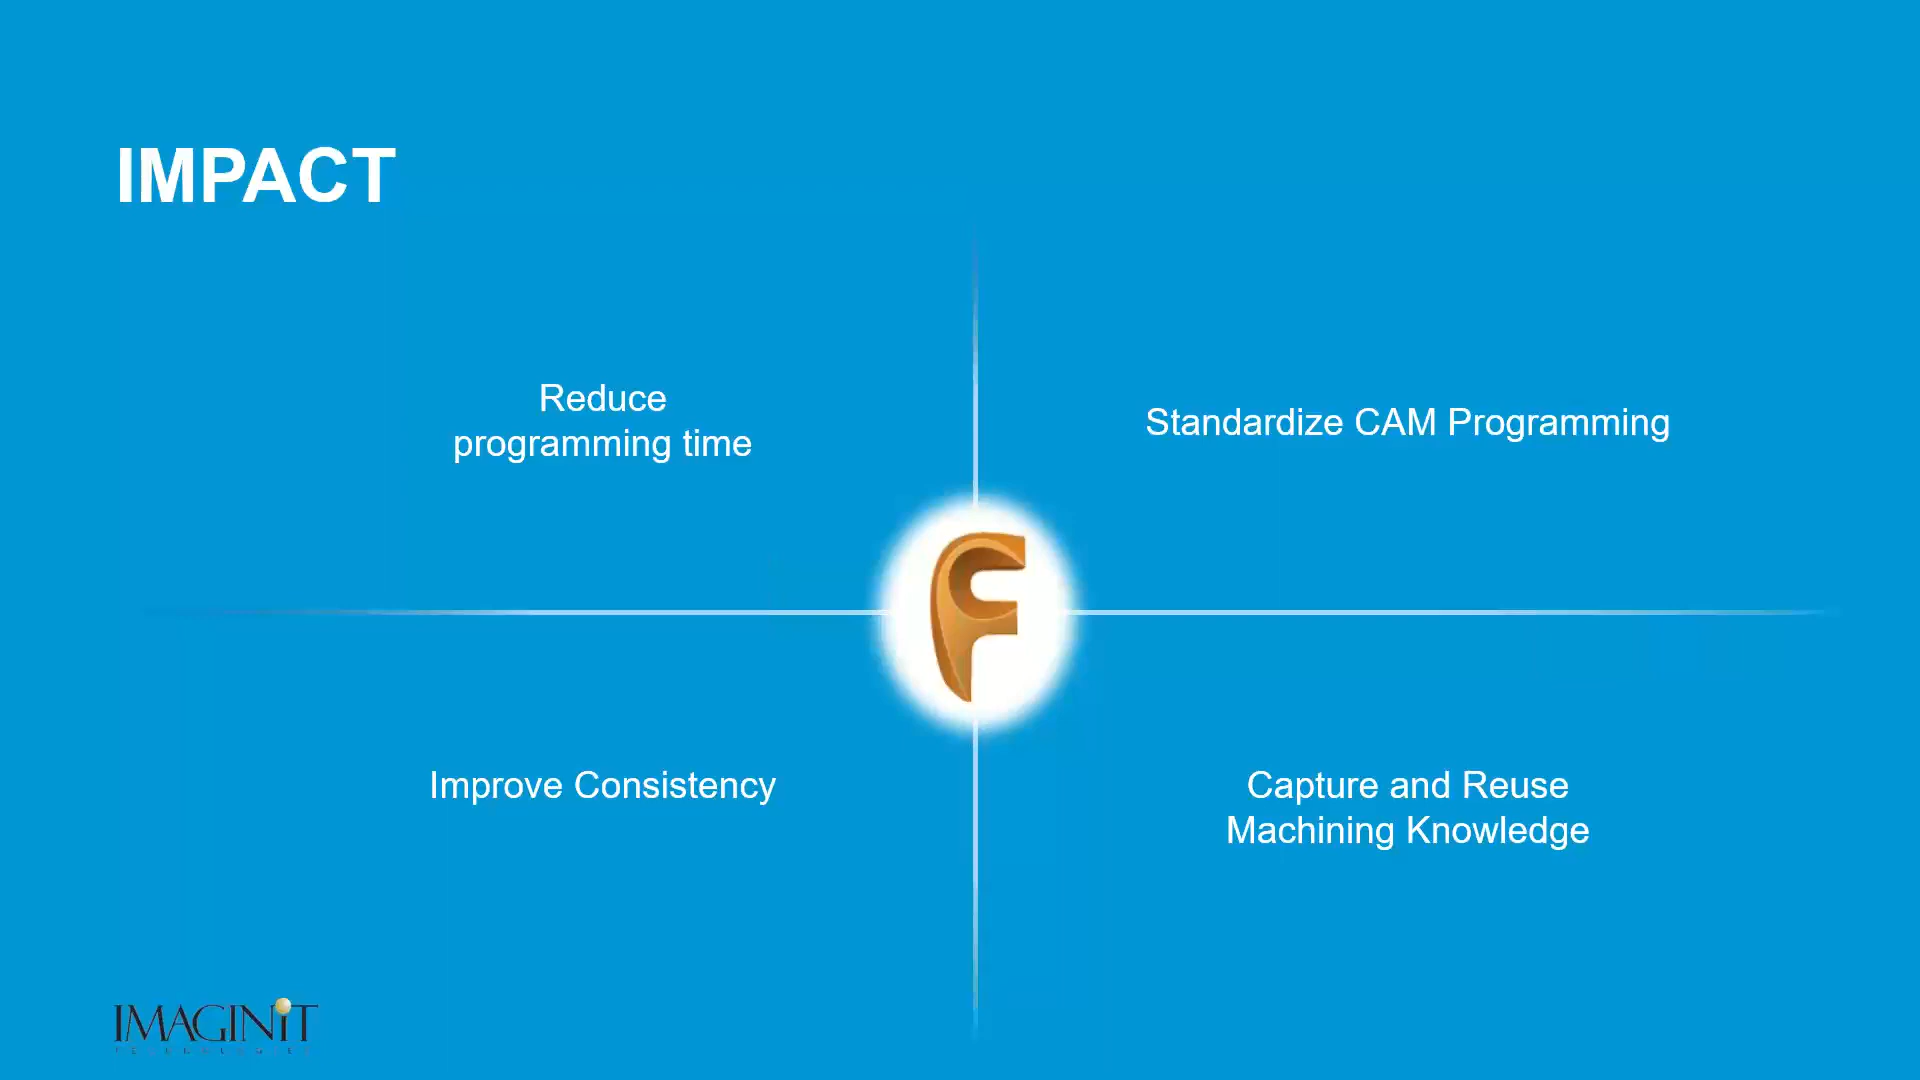 IMPACT
Reduce
programming time
Standardize CAM Programming
Improve Consistency
Capture and Reuse
Machining Knowledge
IMAGINiT